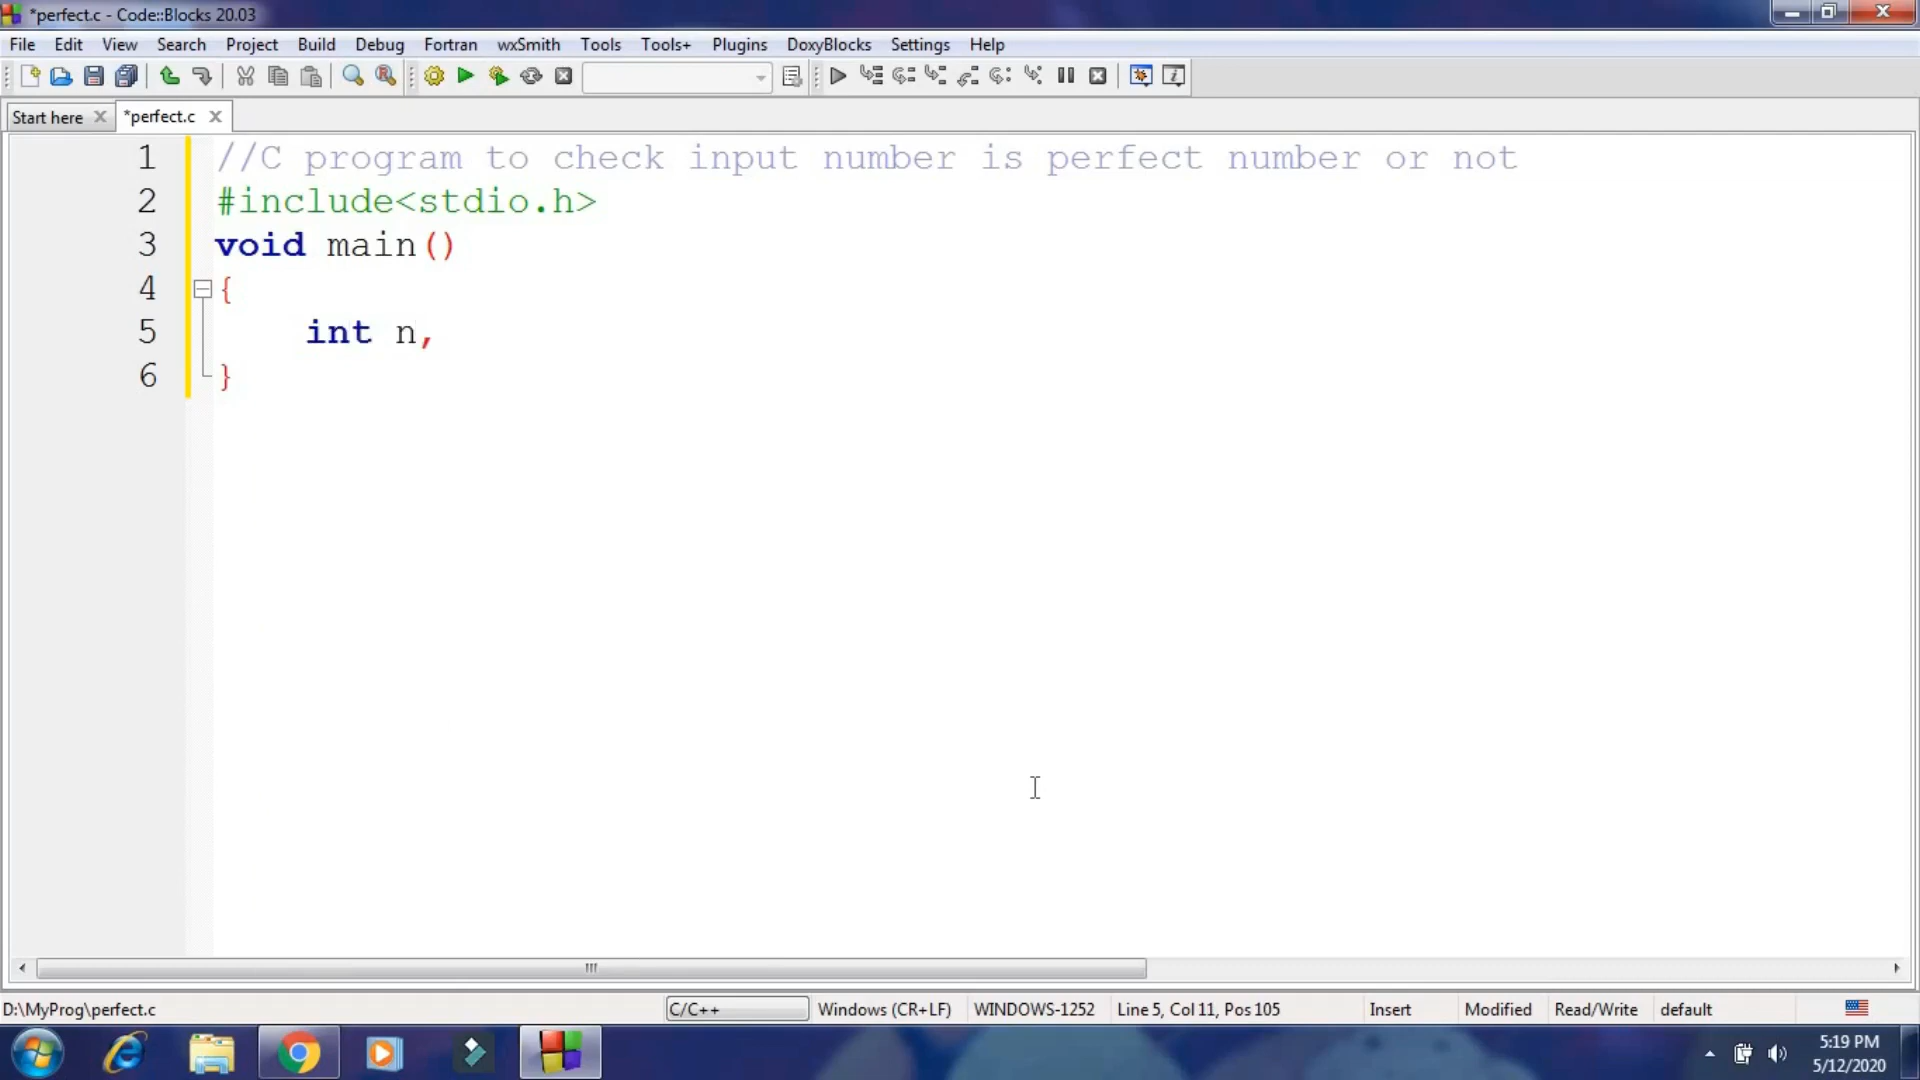 *perfect.c - Code::Blocks 20.03
File Edit View Search Project Build Debug Fortran wxSmith Tools Tools+ Plugins DoxyBlocks Settings Help
Start here *perfect.c
1 //C program to check input number is perfect number or not
2 #include<stdio.h>
3 void main()
4 {
5 int n,
6 }
D:\MyProg\perfect.c C/C++ Windows (CR+LF) WINDOWS-1252 Line 5, Col 11, Pos 105 Insert Modified Read/Write default
5:19 PM
5/12/2020